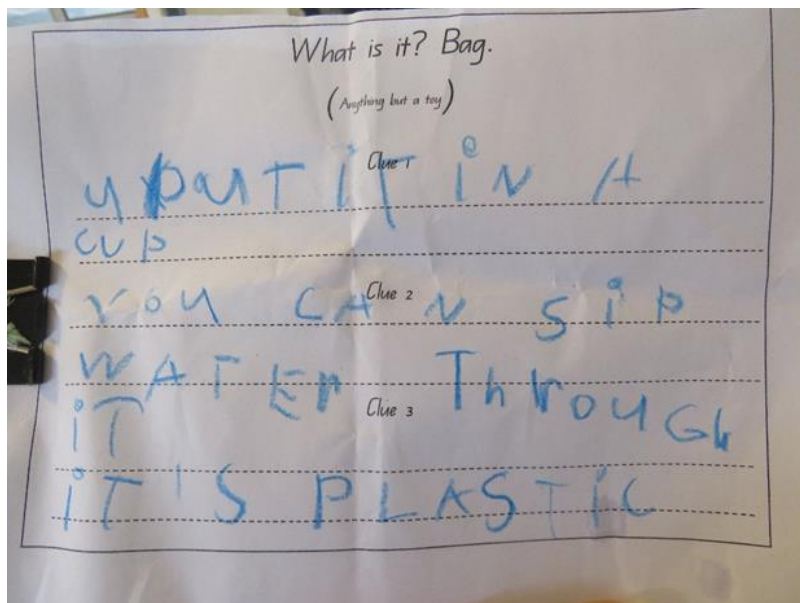 What is it? Bag.
(Anything but a toy)
Clue 1
u put it iN A
cup
Clue 2
you CAN SiP
WATEr ThrouGh
Clue 3
iT
iT'S PLASTiC